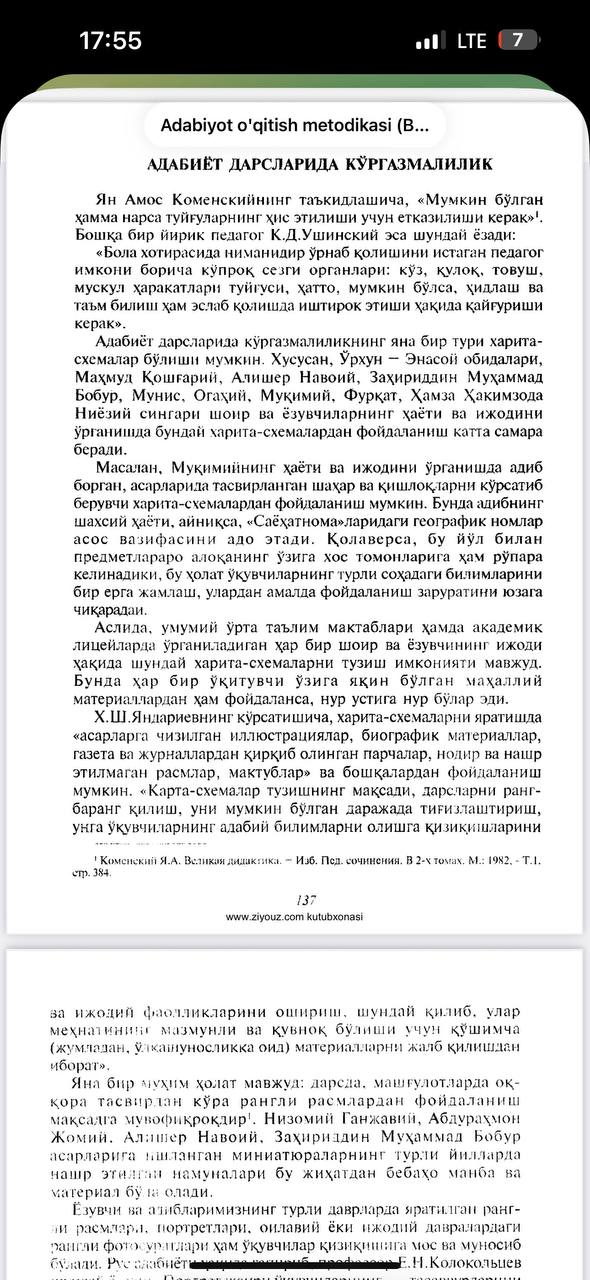 17:55
LTE
7
Adabiyot o'qitish metodikasi (B...
АДАБИЁТ ДАРСЛАРИДА КЎРГАЗМАЛИЛИК
Ян Амос Коменскийнинг таъкидлашича, «Мумкин бўлган
ҳамма нарса туйғуларнинг ҳис этилиши учун етказилиши керак»¹.
Бошқа бир йирик педагог К.Д.Ушинский эса шундай ёзади:
«Бола хотирасида ниманидир ўрнаб қолишини истаган педагог
имкони борича кўпроқ сезги органлари: кўз, қулоқ, товуш,
мускул ҳаракатлари туйғуси, ҳатто, мумкин бўлса, ҳидлаш ва
таъм билиш ҳам эслаб қолишда иштирок этиши ҳақида қайғуриши
керак».
Адабиёт дарсларида кўргазмалиликнинг яна бир тури харита-
схемалар бўлиши мумкин. Хусусан, Ўрхун — Энасой обидалари,
Маҳмуд Қошғарий, Алишер Навоий, Заҳириддин Муҳаммад
Бобур, Мунис, Огаҳий, Муқимий, Фурқат, Ҳамза Ҳакимзода
Ниёзий сингари шоир ва ёзувчиларнинг ҳаёти ва ижодини
ўрганишда бундай харита-схемалардан фойдаланиш катта самара
беради.
Масалан, Муқимийнинг ҳаёти ва ижодини ўрганишда адиб
борган, асарларида тасвирланган шаҳар ва қишлоқларни кўрсатиб
берувчи харита-схемалардан фойдаланиш мумкин. Бунда адибнинг
шахсий ҳаёти, айниқса, «Саёҳатнома»ларидаги географик номлар
асос вазифасини адо этади. Қолаверса, бу йўл билан
предметлараро алоқанинг ўзига хос томонларига ҳам рўпара
келинадики, бу ҳолат ўқувчиларнинг турли соҳадаги билимларини
бир ерга жамлаш, улардан амалда фойдаланиш заруратини юзага
чиқарадаи.
Аслида, умумий ўрта таълим мактаблари ҳамда академик
лицейларда ўрганиладиган ҳар бир шоир ва ёзувчининг ижоди
ҳақида шундай харита-схемаларни тузиш имконияти мавжуд.
Бунда ҳар бир ўқитувчи ўзига яқин бўлган маҳаллий
материаллардан ҳам фойдаланса, нур устига нур бўлар эди.
Х.Ш.Яндариевнинг кўрсатишича, харита-схемаларни яратишда
«асарларга чизилган иллюстрациялар, биографик материаллар,
газета ва журналлардан қирқиб олинган парчалар, нодир ва нашр
этилмаган расмлар, мактублар» ва бошқалардан фойдаланиш
мумкин. «Карта-схемалар тузишнинг мақсади, дарсларни ранг-
баранг қилиш, уни мумкин бўлган даражада тиғизлаштириш,
унга ўқувчиларнинг адабий билимларни олишга қизиқишларини
¹ Коменский Я.А. Великая дидактика. — Изб. Пед. сочинения. В 2-х томах. М.: 1982, - Т.1,
стр. 384.
137
www.ziyouz.com kutubxonasi
ва ижодий фаолликларини ошириш, шундай қилиб, улар
меҳнатининг мазмунли ва қувноқ бўлиши учун қўшимча
(жумладан, ўлкашуносликка оид) материалларни жалб қилишдан
иборат».
Яна бир муҳим ҳолат мавжуд: дарсда, машғулотларда оқ-
қора тасвирдан кўра рангли расмлардан фойдаланиш
мақсадга мувофиқроқдир¹. Низомий Ганжавий, Абдураҳмон
Жомий, Алишер Навоий, Заҳириддин Муҳаммад Бобур
асарларига ишланган миниатюраларнинг турли йилларда
нашр этилган намуналари бу жиҳатдан бебаҳо манба ва
материал бўла олади.
Ёзувчи ва адибларимизнинг турли даврларда яратилган ранг-
ли расмлари, портретлари, оилавий ёки ижодий давралардаги
рангли фотосуратлари ҳам ўқувчилар қизиқишига мос ва муносиб
бўлади. Рус адабиёти Е.Н.Колокольцев